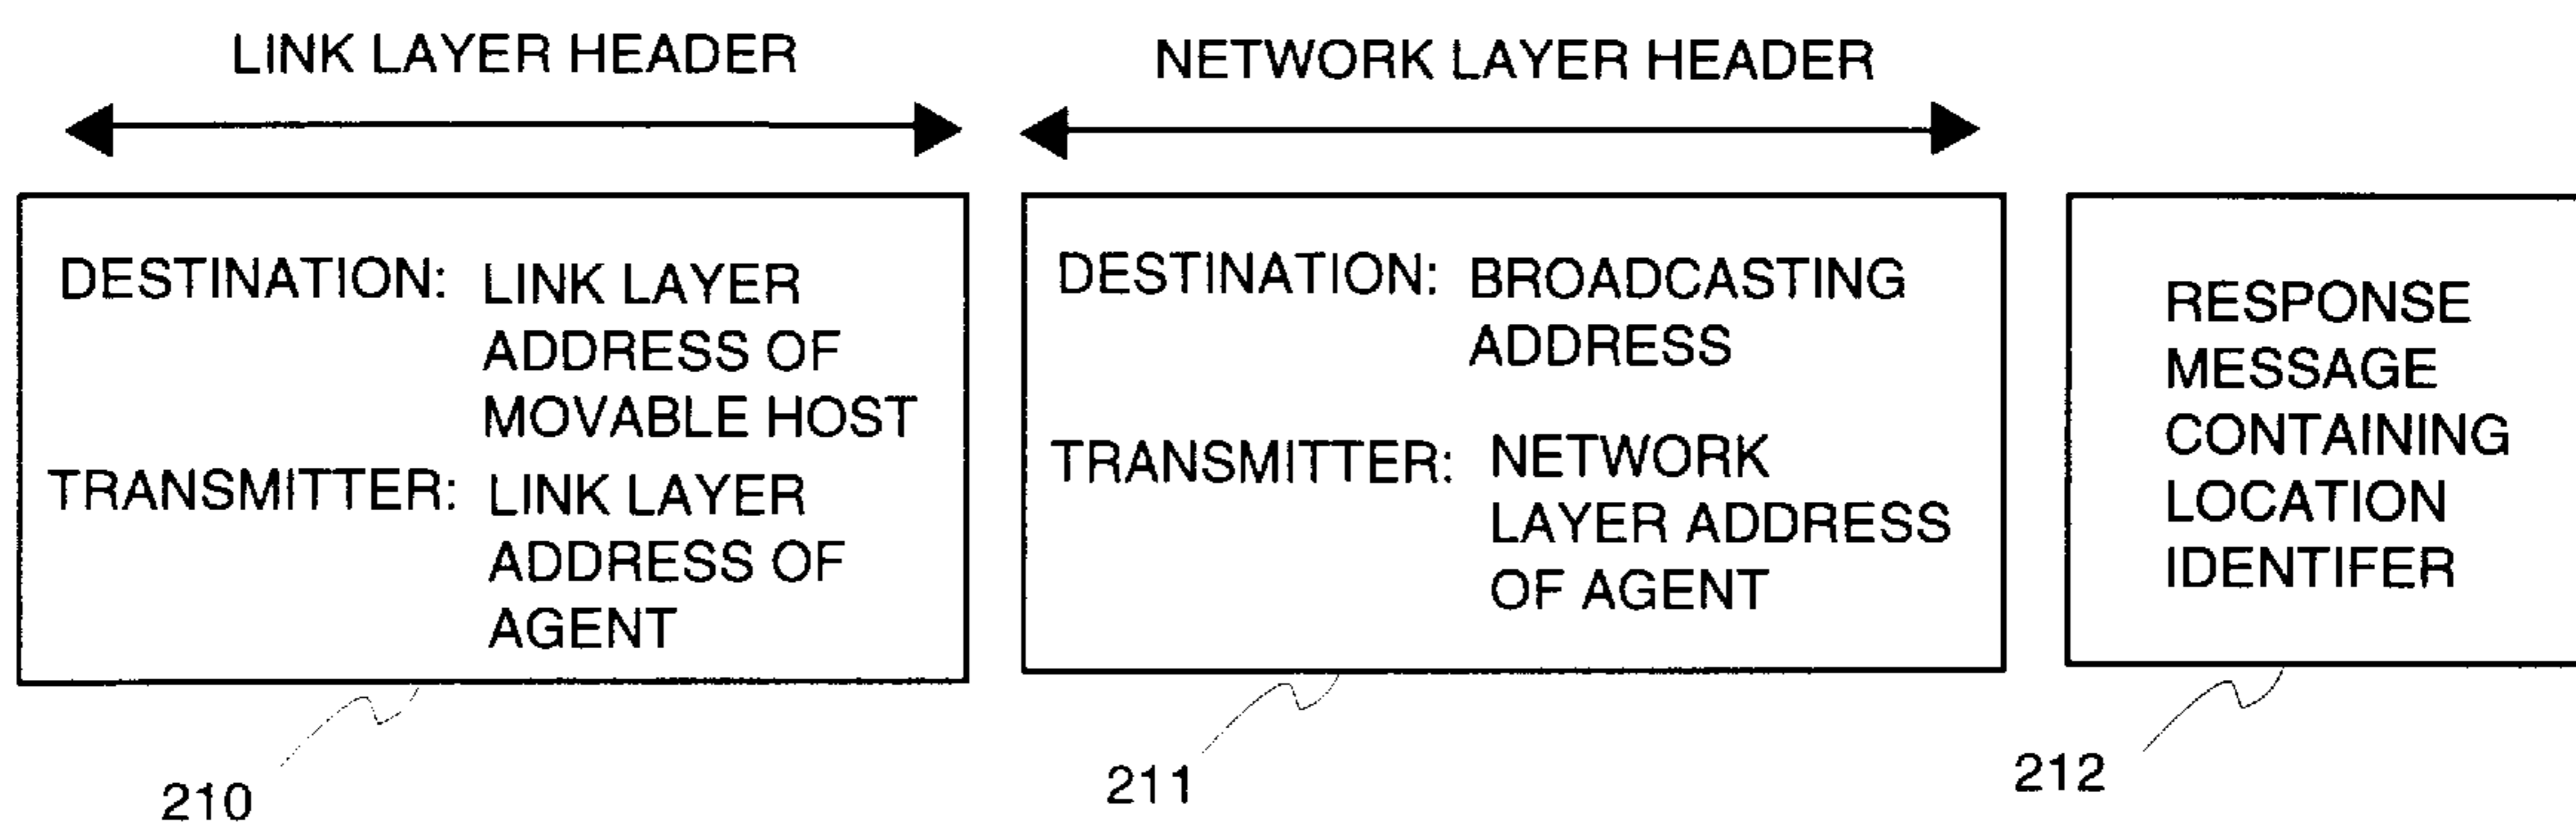 LINK LAYER HEADER
NETWORK LAYER HEADER
DESTINATION: LINK LAYER
ADDRESS OF
MOVABLE HOST
TRANSMITTER: LINK LAYER
ADDRESS OF
AGENT
DESTINATION: BROADCASTING
ADDRESS
TRANSMITTER: NETWORK
LAYER ADDRESS
OF AGENT
RESPONSE
MESSAGE
CONTAINING
LOCATION
IDENTIFER
210
211
212